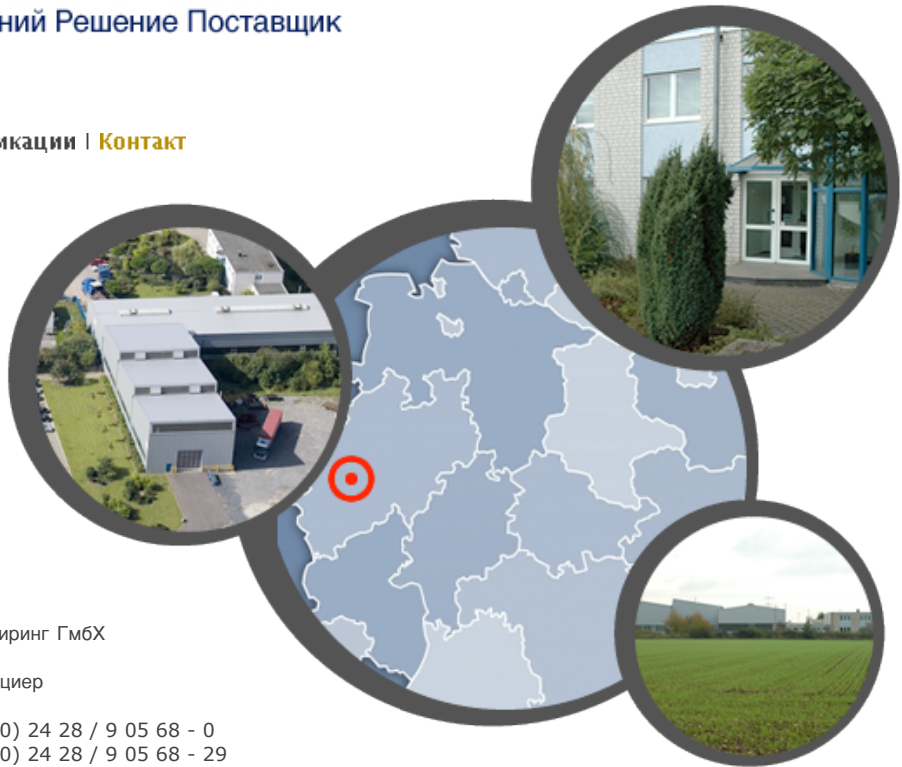 ний Решение Поставщик
икации | Контакт
иринг ГмбХ
циер
0) 24 28 / 9 05 68 - 0
0) 24 28 / 9 05 68 - 29